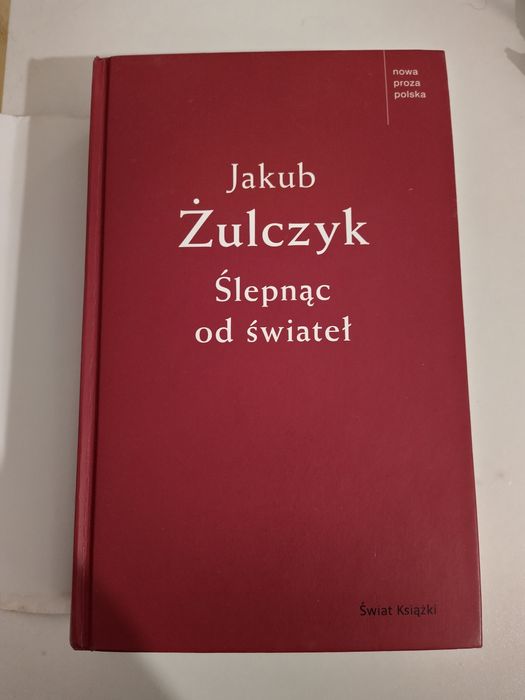 nowa
proza
polska
Jakub
Żulczyk
Ślepnąc
od świateł
Świat Książki